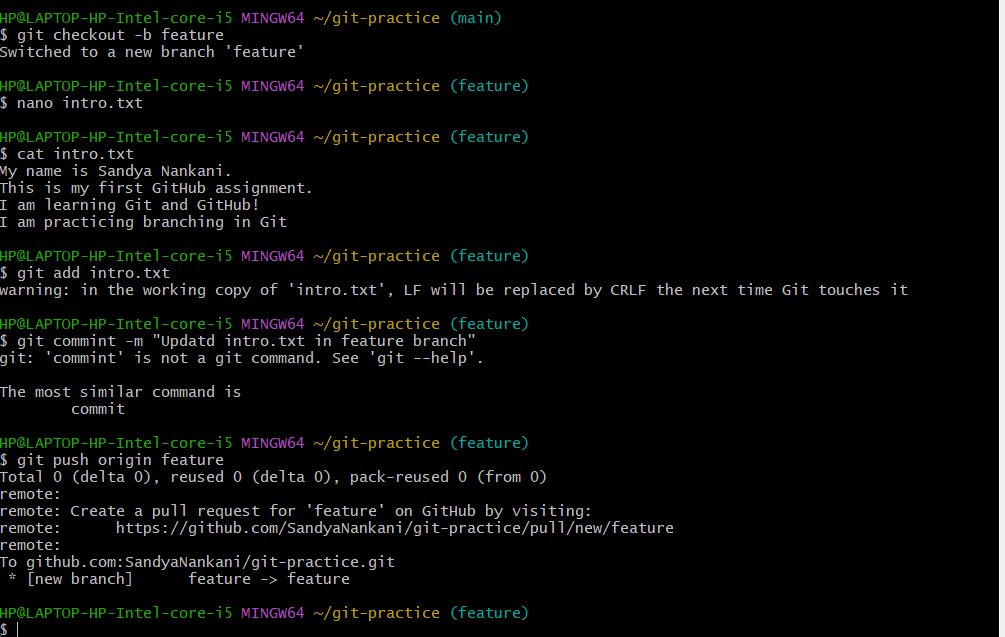 HP@LAPTOP-HP-Intel-core-i5 MINGW64 ~/git-practice (main)
$ git checkout -b feature
Switched to a new branch 'feature'
HP@LAPTOP-HP-Intel-core-i5 MINGW64 ~/git-practice (feature)
$ nano intro.txt
HP@LAPTOP-HP-Intel-core-i5 MINGW64 ~/git-practice (feature)
$ cat intro.txt
My name is Sandya Nankani.
This is my first GitHub assignment.
I am learning Git and GitHub!
I am practicing branching in Git
HP@LAPTOP-HP-Intel-core-i5 MINGW64 ~/git-practice (feature)
$ git add intro.txt
warning: in the working copy of 'intro.txt', LF will be replaced by CRLF the next time Git touches it
HP@LAPTOP-HP-Intel-core-i5 MINGW64 ~/git-practice (feature)
$ git commint -m "Updatd intro.txt in feature branch"
git: 'commint' is not a git command. See 'git --help'.
The most similar command is
commit
HP@LAPTOP-HP-Intel-core-i5 MINGW64 ~/git-practice (feature)
$ git push origin feature
Total 0 (delta 0), reused 0 (delta 0), pack-reused 0 (from 0)
remote:
remote: Create a pull request for 'feature' on GitHub by visiting:
remote:      https://github.com/SandyaNankani/git-practice/pull/new/feature
remote:
To github.com:SandyaNankani/git-practice.git
 * [new branch]      feature -> feature
HP@LAPTOP-HP-Intel-core-i5 MINGW64 ~/git-practice (feature)
$